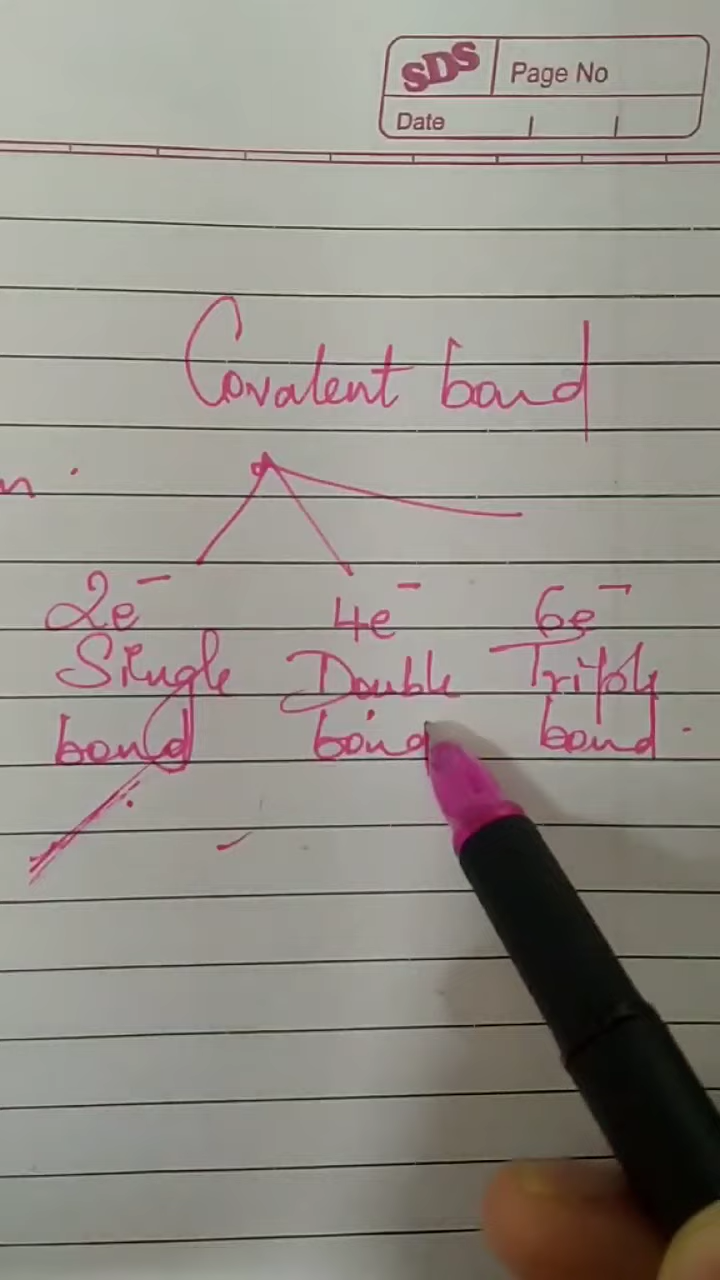 SDS
Page No
Date
Covalent bond
n.
2e⁻ 4e⁻ 6e⁻
Single Double Triple
bond bond bond.